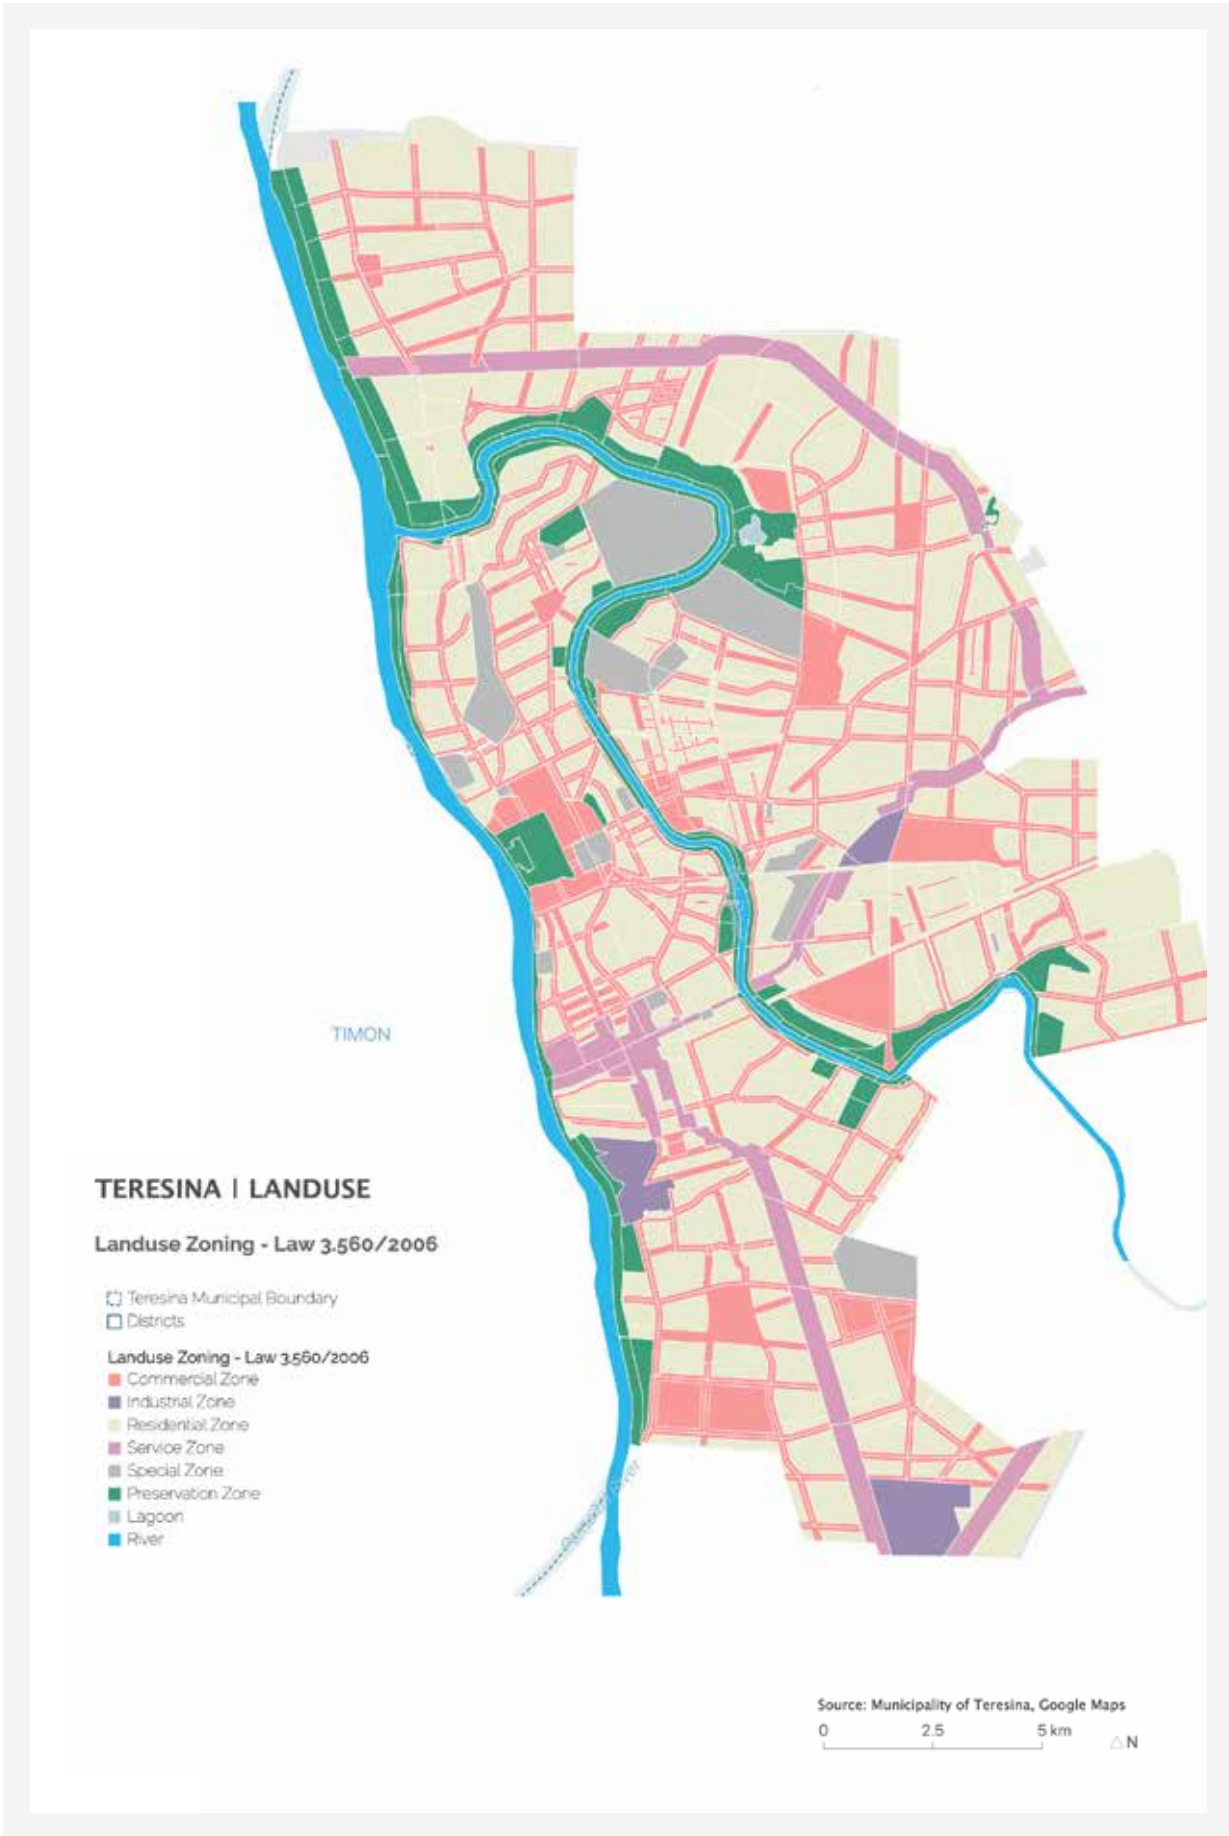 TIMON
TERESINA | LANDUSE
Landuse Zoning - Law 3.560/2006
Teresina Municipal Boundary
Districts
Landuse Zoning - Law 3.560/2006
Commercial Zone
Industrial Zone
Residential Zone
Service Zone
Special Zone
Preservation Zone
Lagoon
River
River
Source: Municipality of Teresina, Google Maps
0 2.5 5 km
N